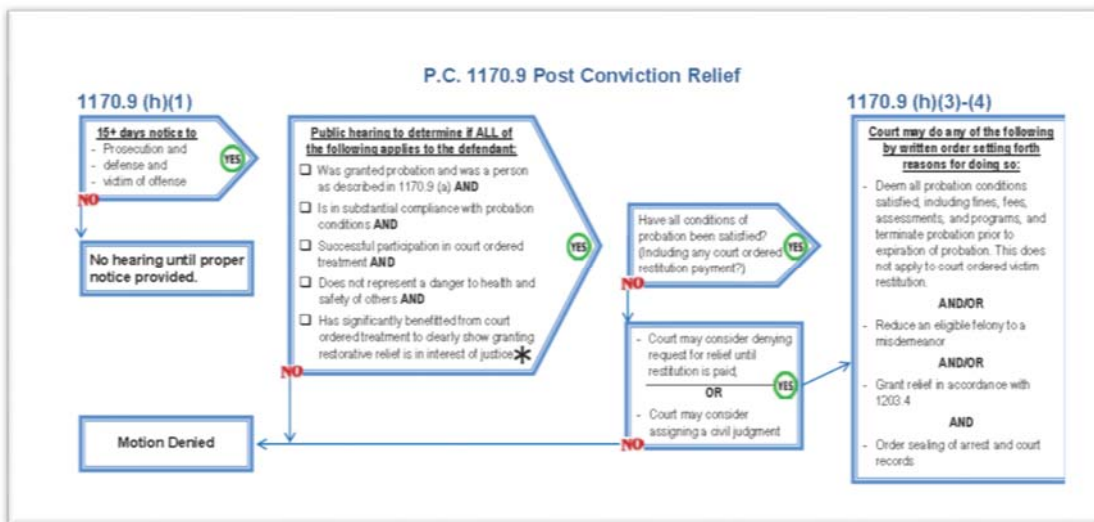 P.C. 1170.9 Post Conviction Relief
1170.9 (h)(1)
15+ days notice to
- Prosecution and
- defense and
- victim of offense
YES
NO
No hearing until proper
notice provided.
Public hearing to determine if ALL of
the following applies to the defendant:
Was granted probation and was a person
as described in 1170.9 (a) AND
Is in substantial compliance with probation
conditions AND
Successful participation in court ordered
treatment AND
Does not represent a danger to health and
safety of others AND
Has significantly benefitted from court
ordered treatment to clearly show granting
restorative relief is in interest of justice*
YES
NO
Motion Denied
Have all conditions of
probation been satisfied?
(Including any court ordered
restitution payment?)
YES
NO
- Court may consider denying
request for relief until
restitution is paid;
OR
- Court may consider
assigning a civil judgment
YES
NO
1170.9 (h)(3)-(4)
Court may do any of the following
by written order setting forth
reasons for doing so:
- Deem all probation conditions
satisfied, including fines, fees,
assessments, and programs, and
terminate probation prior to
expiration of probation. This does
not apply to court ordered victim
restitution.
AND/OR
- Reduce an eligible felony to a
misdemeanor
AND/OR
- Grant relief in accordance with
1203.4
AND
- Order sealing of arrest and court
records